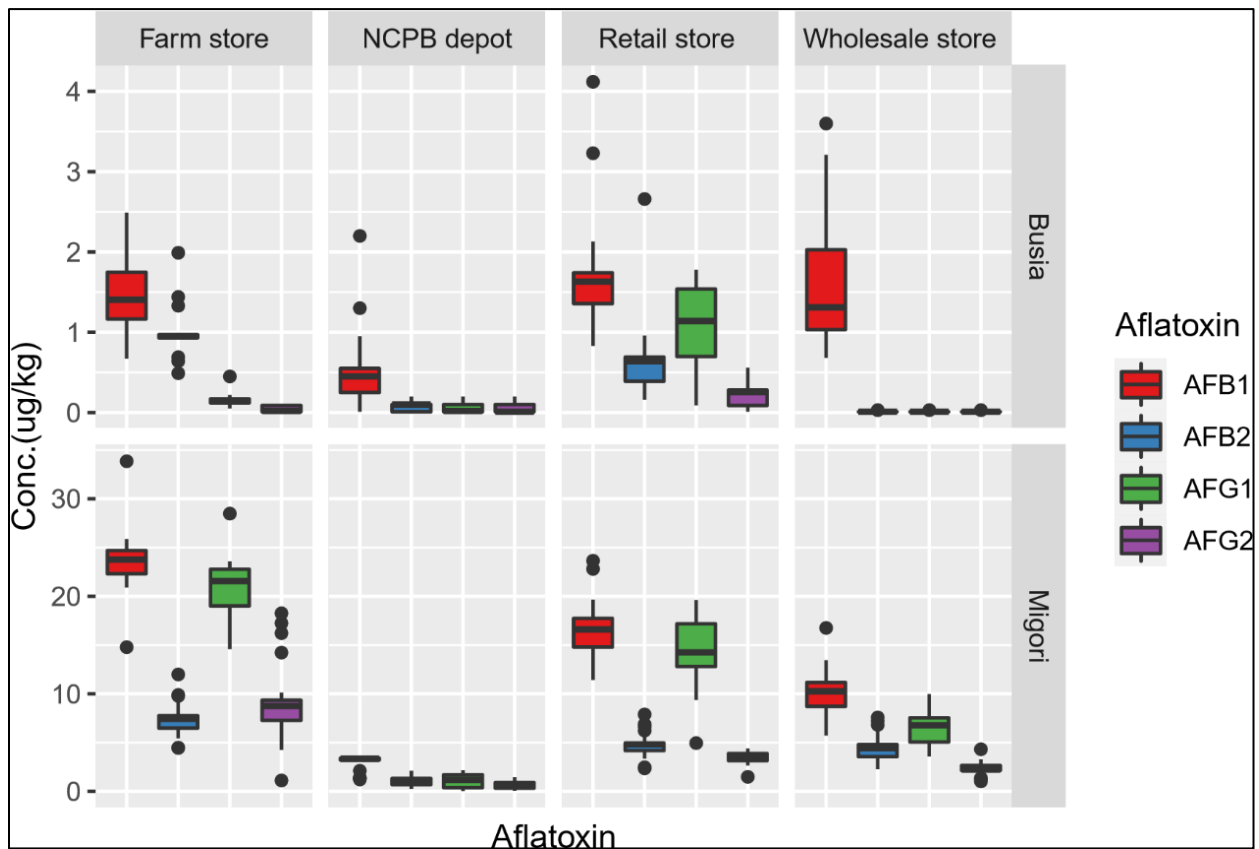 Farm store NCPB depot Retail store Wholesale store
4
3
2
1
0
Busia
30
20
10
0
Migori
Conc.(ug/kg)
Aflatoxin
Aflatoxin
AFB1
AFB2
AFG1
AFG2